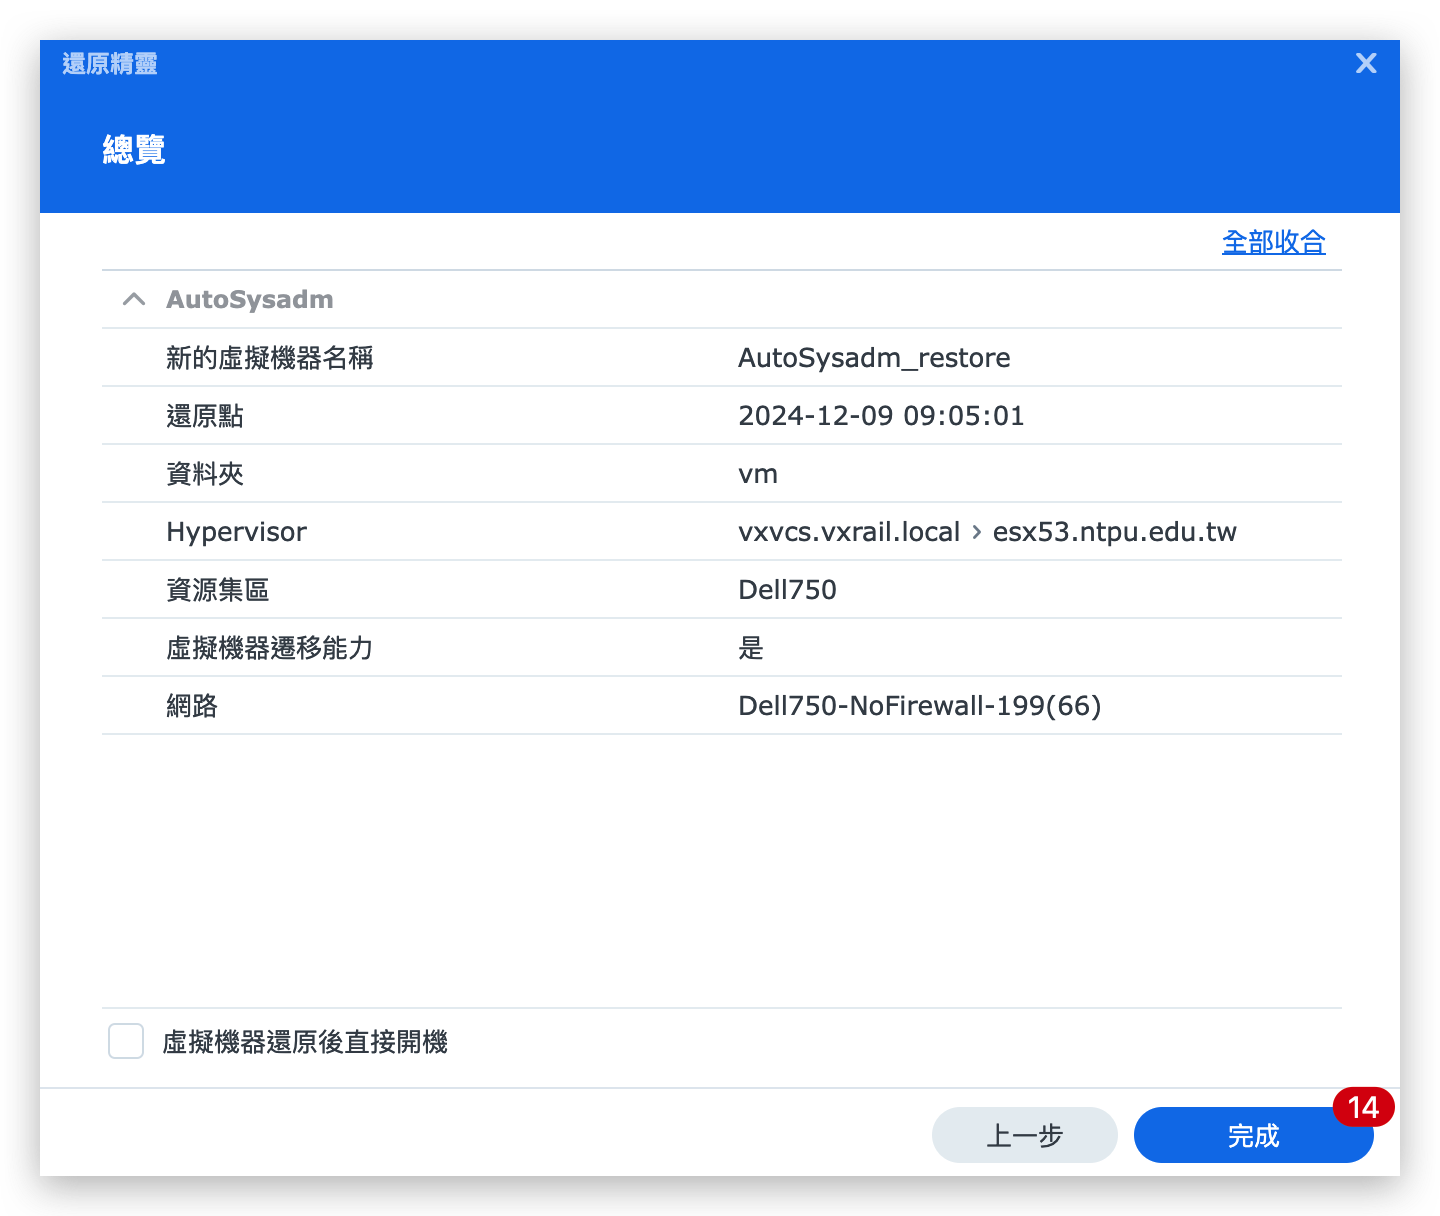 還原精靈
總覽
全部收合
AutoSysadm
新的虛擬機器名稱 AutoSysadm_restore
還原點 2024-12-09 09:05:01
資料夾 vm
Hypervisor vxvcs.vxrail.local › esx53.ntpu.edu.tw
資源集區 Dell750
虛擬機器遷移能力 是
網路 Dell750-NoFirewall-199(66)
虛擬機器還原後直接開機
14
上一步 完成